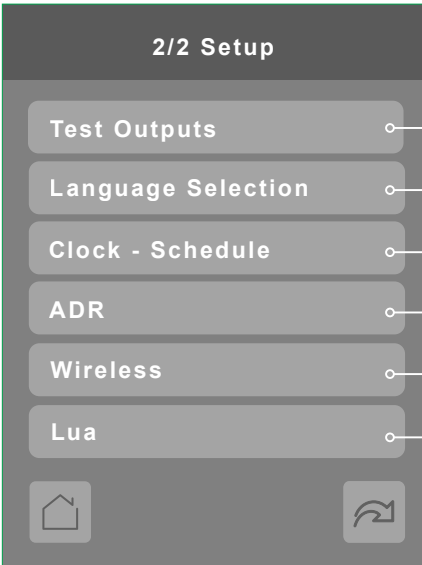 2/2 Setup
Test Outputs
Language Selection
Clock - Schedule
ADR
Wireless
Lua